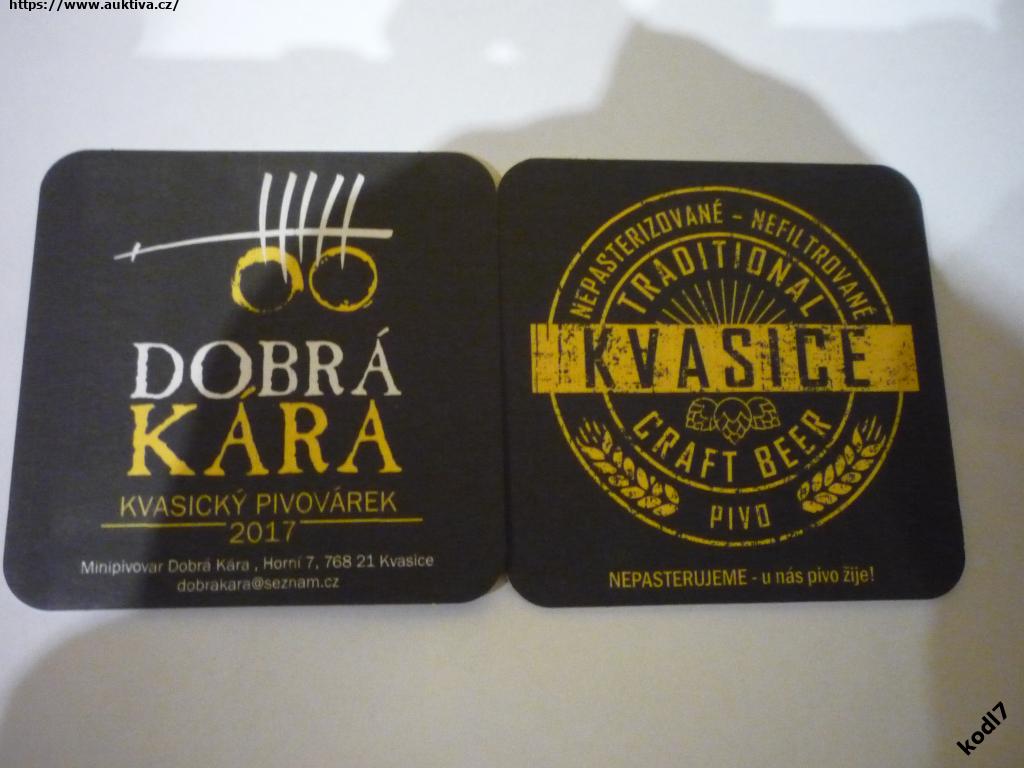 https://www.auktiva.cz/
DOBRÁ
KÁRA
KVASICKÝ PIVOVÁREK
2017
Minipivovar Dobrá Kára , Horní 7, 768 21 Kvasice
dobrakara@seznam.cz
NEPASTERIZOVANÉ - NEFILTROVANÉ
TRADITIONAL
KVASICE
CRAFT BEER
PIVO
NEPASTERUJEME - u nás pivo žije!
kodl7